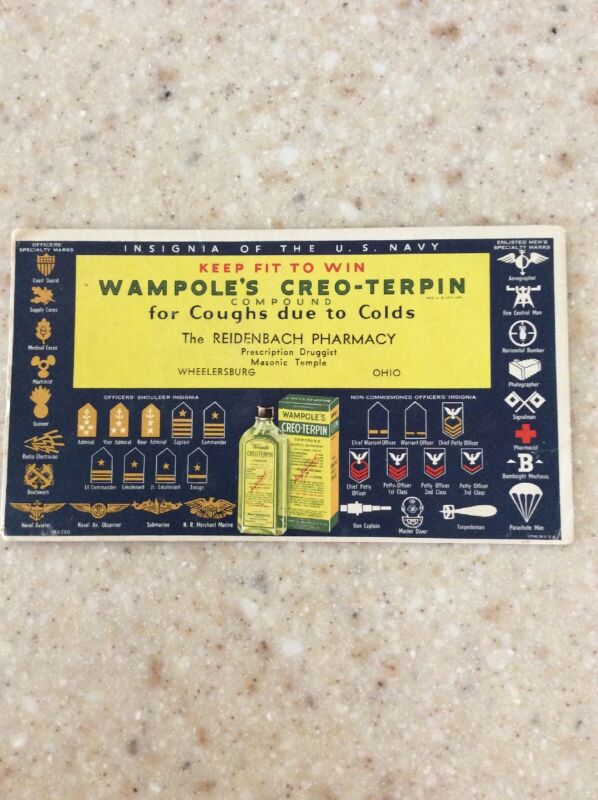 INSIGNIA OF THE U.S. NAVY
KEEP FIT TO WIN
WAMPOLE'S CREO-TERPIN
COMPOUND
for Coughs due to Colds
The REIDENBACH PHARMACY
Prescription Druggist
Masonic Temple
WHEELERSBURG OHIO
OFFICERS'
SPECIALTY MARKS
Coast Guard
Supply Corps
Medical Corps
Machinist
Gunner
Radio Electrician
Boatswain
Naval Aviator
Naval Av. Observer
Submarine
N. R. Merchant Marine
OFFICERS' SHOULDER INSIGNIA
Admiral
Vice Admiral
Rear Admiral
Captain
Commander
Lt Commander
Lieutenant
Jr. Lieutenant
Ensign
WAMPOLE'S
CREO-TERPIN
COMPOUND
Wampole's
CREO-TERPIN
NON-COMMISSIONED OFFICERS' INSIGNIA
Chief Warrant Officer
Warrant Officer
Chief Petty Officer
Chief Petty
Officer
Petty Officer
1st Class
Petty Officer
2nd Class
Petty Officer
3rd Class
Gun Captain
Master Diver
Torpedoman
Parachute Man
ENLISTED MEN'S
SPECIALTY MARKS
Aerographer
Fire Control Man
Horizontal Bomber
Photographer
Signalman
Pharmacist
B
Bombsight Mechanic